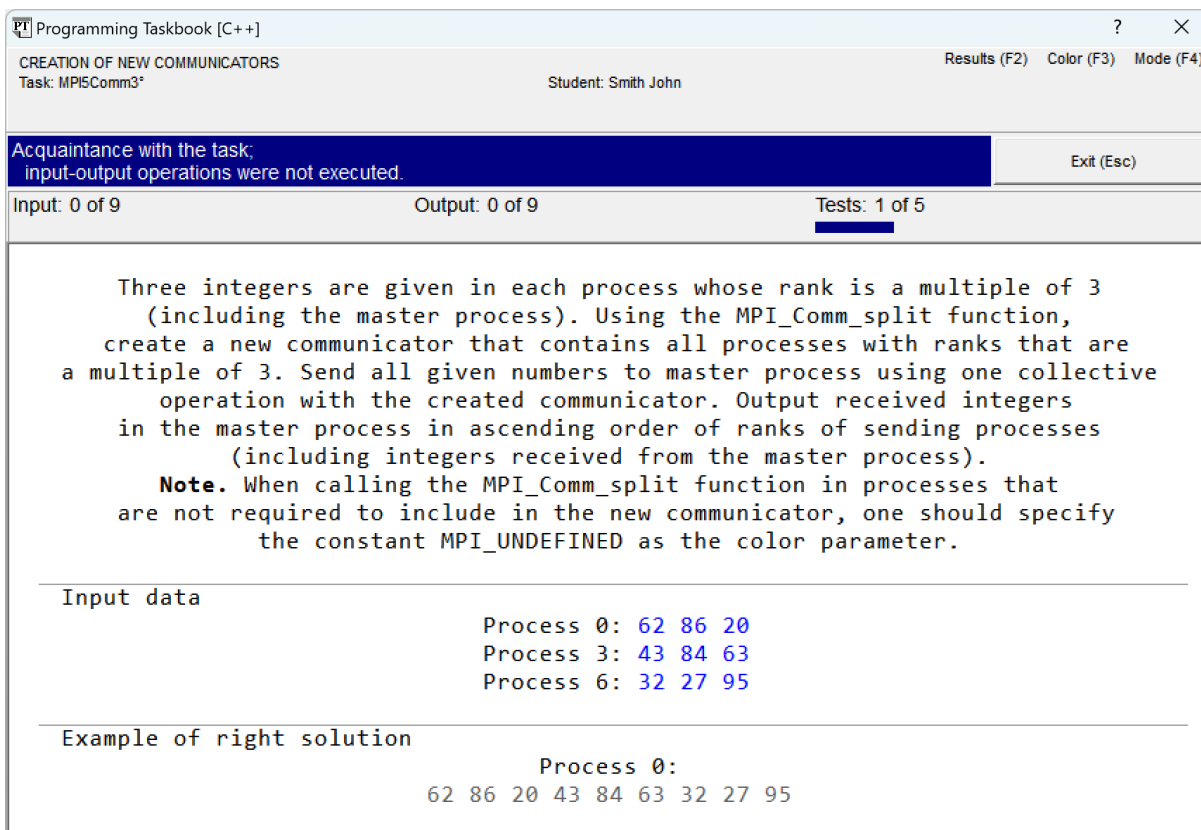 PT Programming Taskbook [C++] ? ×
CREATION OF NEW COMMUNICATORS Results (F2) Color (F3) Mode (F4)
Task: MPI5Comm3° Student: Smith John
Acquaintance with the task;
input-output operations were not executed.
Exit (Esc)
Input: 0 of 9 Output: 0 of 9 Tests: 1 of 5
Three integers are given in each process whose rank is a multiple of 3
(including the master process). Using the MPI_Comm_split function,
create a new communicator that contains all processes with ranks that are
a multiple of 3. Send all given numbers to master process using one collective
operation with the created communicator. Output received integers
in the master process in ascending order of ranks of sending processes
(including integers received from the master process).
Note. When calling the MPI_Comm_split function in processes that
are not required to include in the new communicator, one should specify
the constant MPI_UNDEFINED as the color parameter.
Input data
Process 0: 62 86 20
Process 3: 43 84 63
Process 6: 32 27 95
Example of right solution
Process 0:
62 86 20 43 84 63 32 27 95